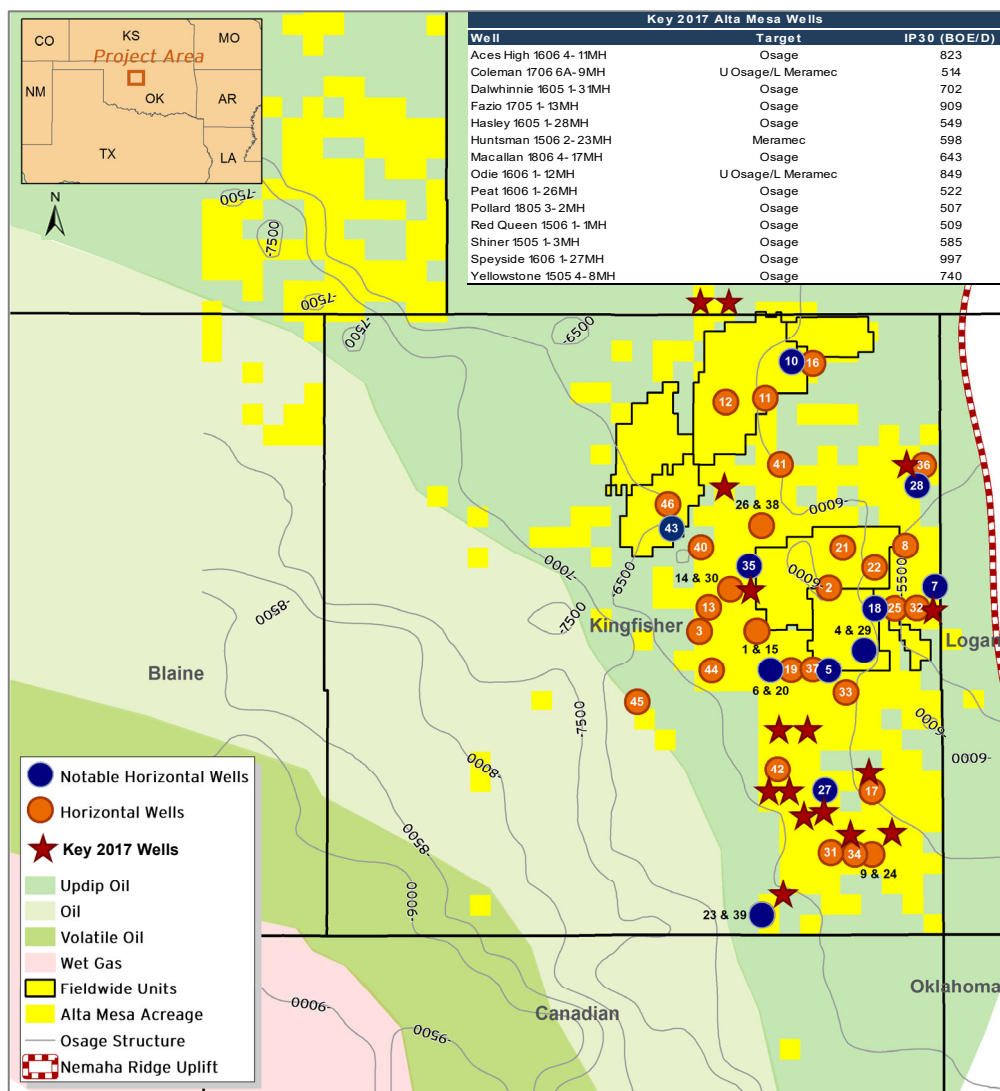 CO
KS
MO
Project Area
NM
OK
AR
TX
LA
N
Key 2017 Alta Mesa Wells
Well Target IP30 (BOE/D)
Aces High 1606 4-11MH Osage 823
Coleman 1706 6A-9MH U Osage/L Meramec 514
Dalwhinnie 1605 1-31MH Osage 702
Fazio 1705 1-13MH Osage 909
Hasley 1605 1-28MH Osage 549
Huntsman 1506 2-23MH Meramec 598
Macallan 1806 4-17MH Osage 643
Odie 1606 1-12MH U Osage/L Meramec 849
Peat 1606 1-26MH Osage 522
Pollard 1805 3-2MH Osage 507
Red Queen 1506 1-1MH Osage 509
Shiner 1505 1-3MH Osage 585
Speyside 1606 1-27MH Osage 997
Yellowstone 1505 4-8MH Osage 740
-7500
-7500
-7500
-7500
-6500
10 16
12 11
41
36
28
26 & 38
46
-6000
43
40
21
8
-7000
-6500
35
22
-5500
14 & 30
-6000
2
7
-8500
-7500
13
18 25 32
Kingfisher
3
1 & 15
4 & 29
Logan
Blaine
44
19 37 5
6 & 20
33
45
-7500
-6000
-6000
-8000
42
27
17
-8500
31 34
9 & 24
-9000
23 & 39
Notable Horizontal Wells
Horizontal Wells
Key 2017 Wells
Updip Oil
Oil
Volatile Oil
Wet Gas
Fieldwide Units
Alta Mesa Acreage
Osage Structure
Nemaha Ridge Uplift
-9000
-9500
Canadian
Oklahoma